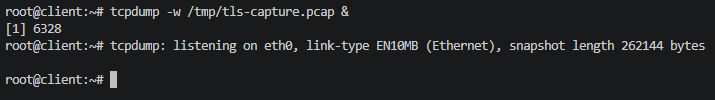 root@client:~# tcpdump -w /tmp/tls-capture.pcap &
[1] 6328
root@client:~# tcpdump: listening on eth0, link-type EN10MB (Ethernet), snapshot length 262144 bytes
root@client:~#